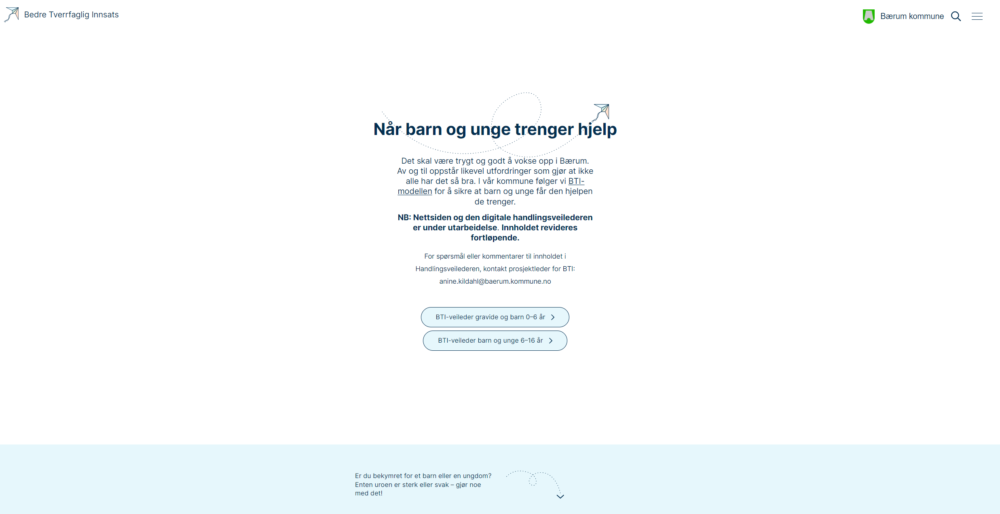 Bedre Tverrfaglig Innsats
Bærum kommune
Når barn og unge trenger hjelp
Det skal være trygt og godt å vokse opp i Bærum.
Av og til oppstår likevel utfordringer som gjør at ikke
alle har det så bra. I vår kommune følger vi BTI-
modellen for å sikre at barn og unge får den hjelpen
de trenger.
NB: Nettsiden og den digitale handlingsveilederen
er under utarbeidelse. Innholdet revideres
fortløpende.
For spørsmål eller kommentarer til innholdet i
Handlingsveilederen, kontakt prosjektleder for BTI:
anine.kildahl@baerum.kommune.no
BTI-veileder gravide og barn 0–6 år
BTI-veileder barn og unge 6–16 år
Er du bekymret for et barn eller en ungdom?
Enten uroen er sterk eller svak – gjør noe
med det!